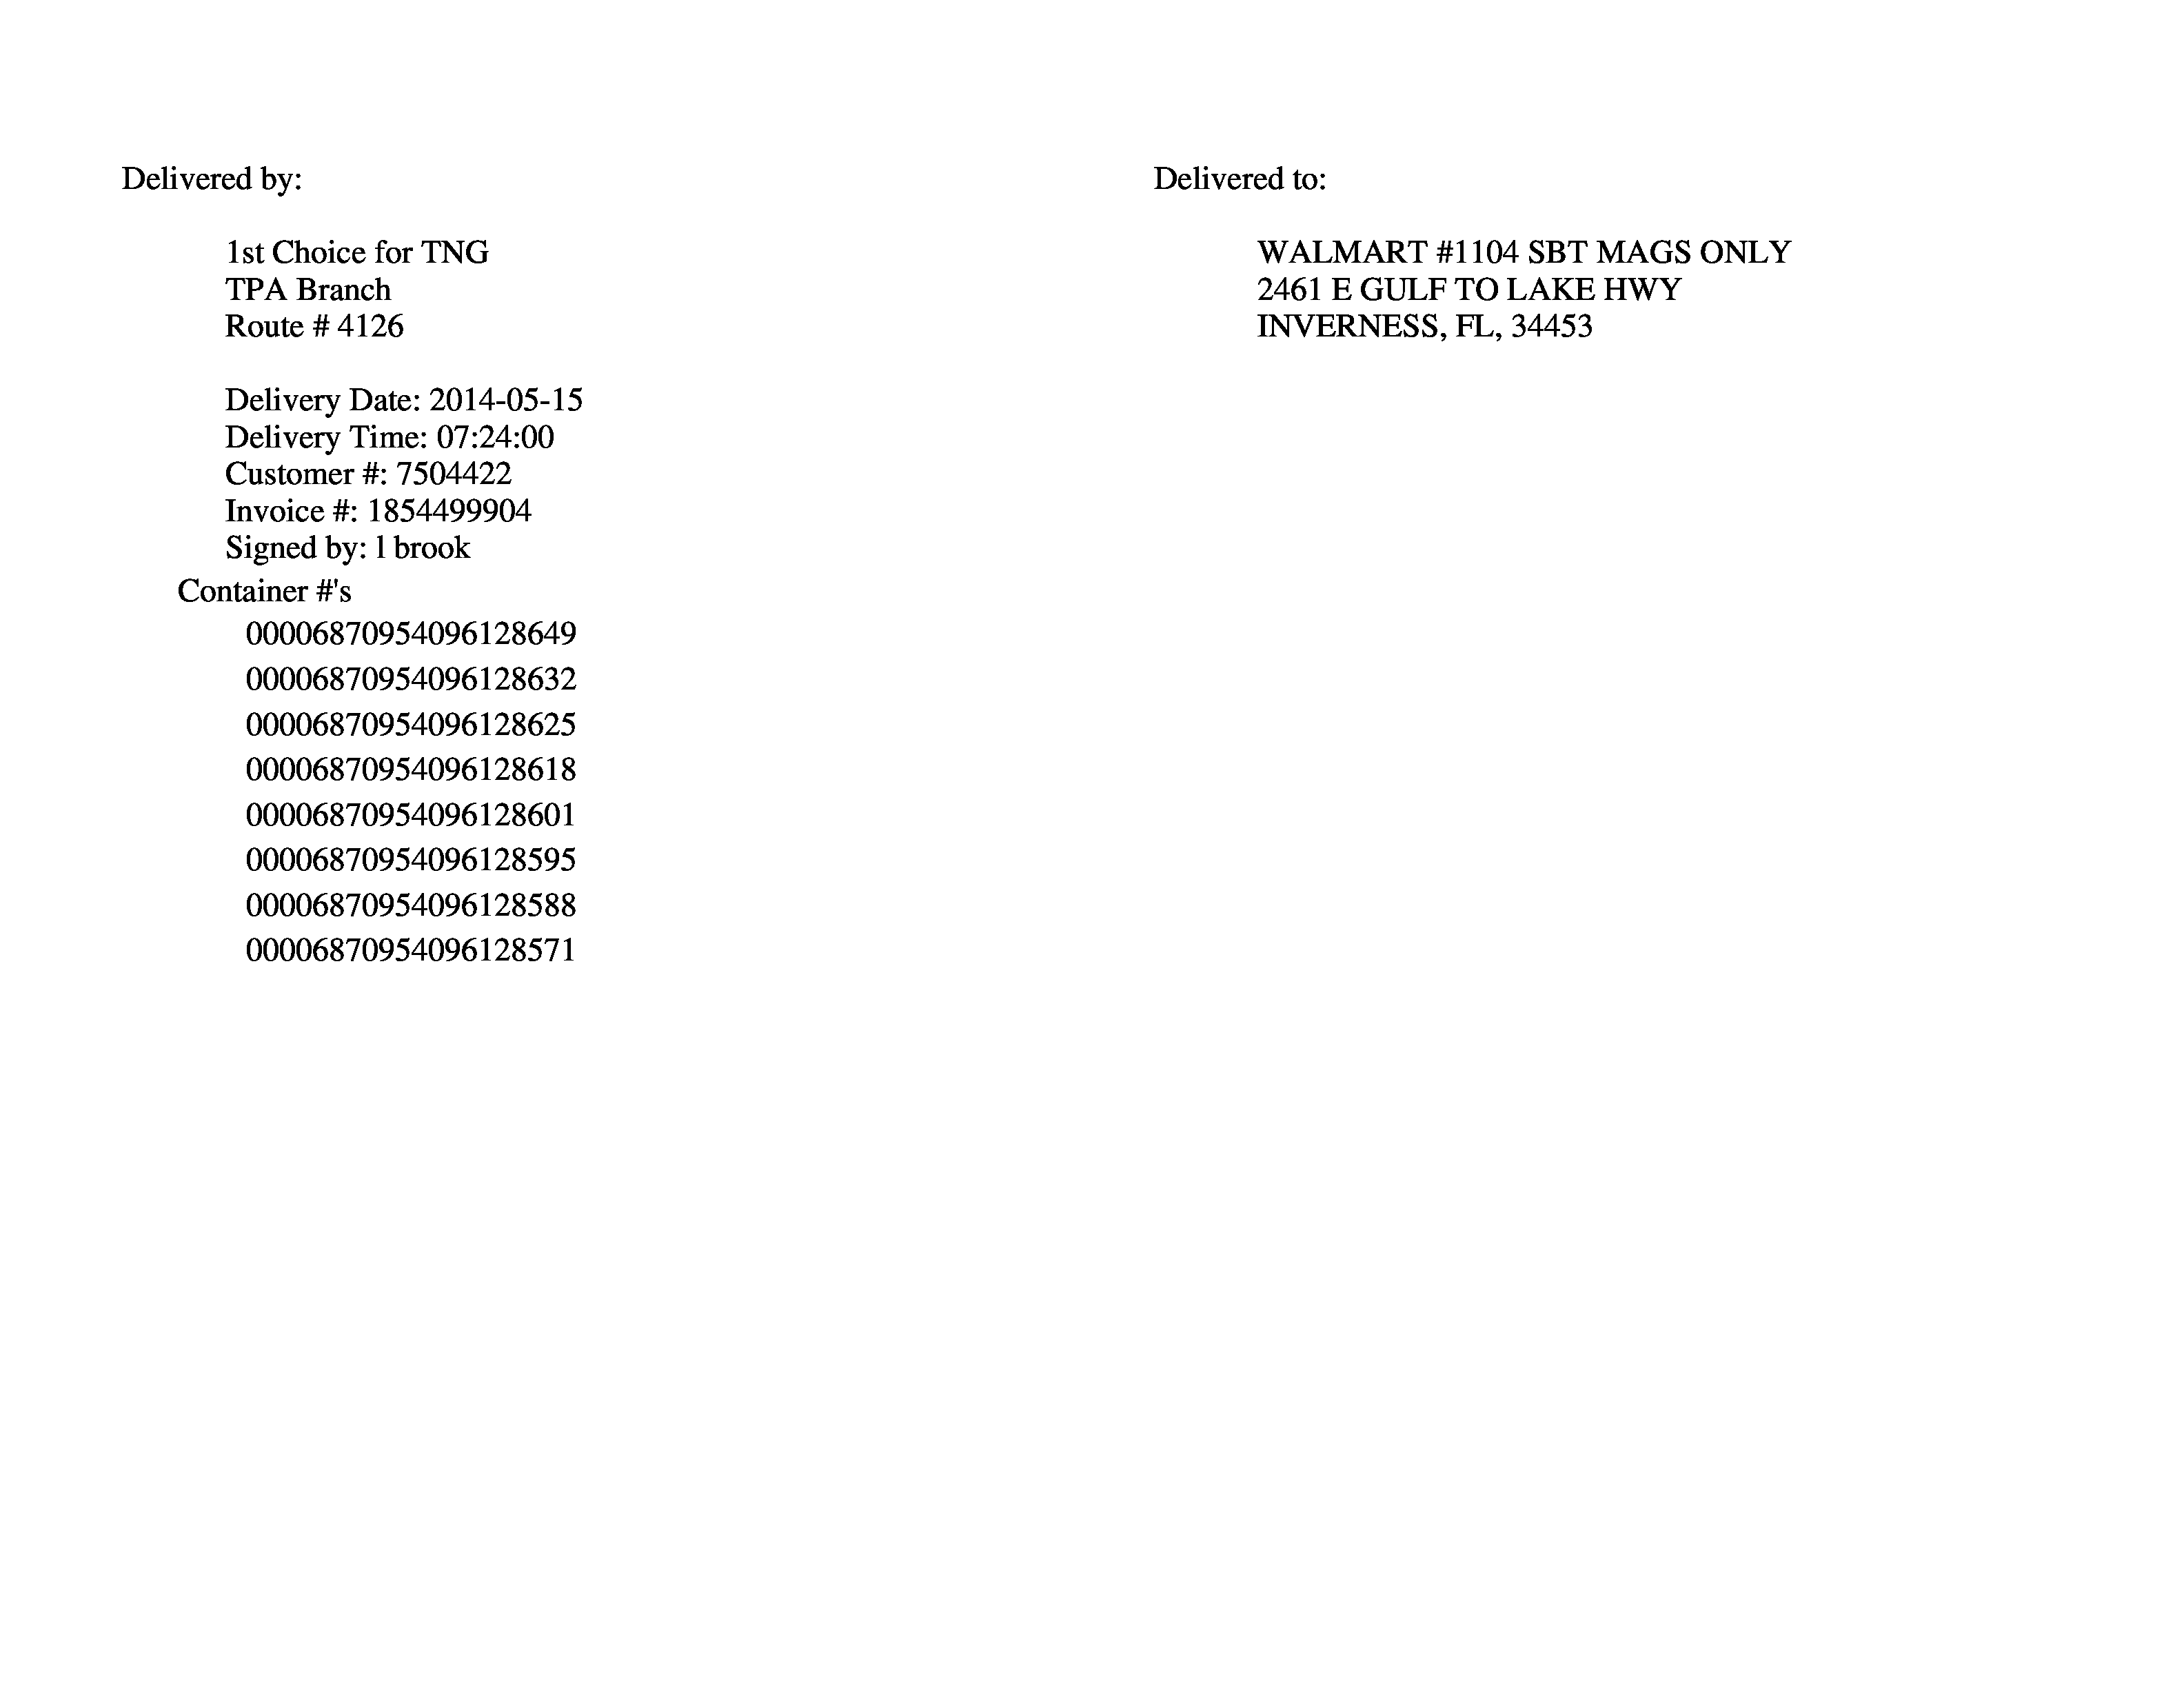 Delivered by:
1st Choice for TNG
TPA Branch
Route # 4126
Delivery Date: 2014-05-15
Delivery Time: 07:24:00
Customer #: 7504422
Invoice #: 1854499904
Signed by: l brook
Container #'s
00006870954096128649
00006870954096128632
00006870954096128625
00006870954096128618
00006870954096128601
00006870954096128595
00006870954096128588
00006870954096128571
Delivered to:
WALMART #1104 SBT MAGS ONLY
2461 E GULF TO LAKE HWY
INVERNESS, FL, 34453